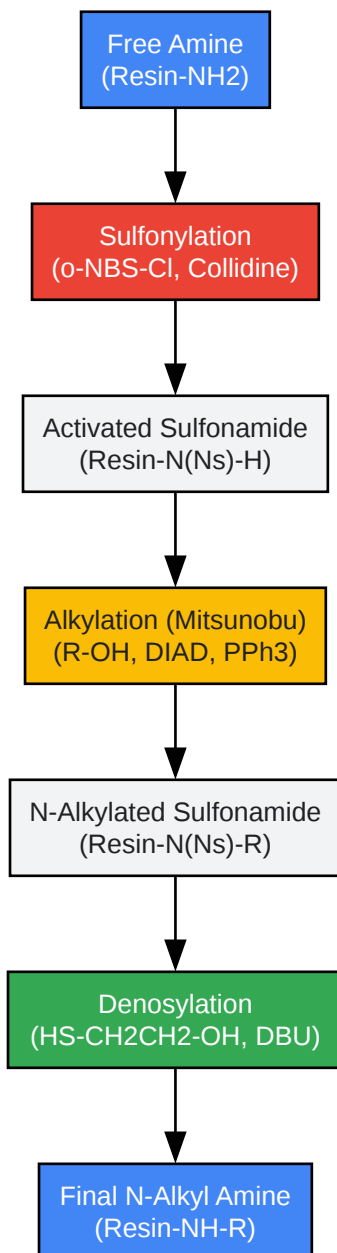 Free Amine
(Resin-NH2)
Sulfonylation
(o-NBS-Cl, Collidine)
Activated Sulfonamide
(Resin-N(Ns)-H)
Alkylation (Mitsunobu)
(R-OH, DIAD, PPh3)
N-Alkylated Sulfonamide
(Resin-N(Ns)-R)
Denosylation
(HS-CH2CH2-OH, DBU)
Final N-Alkyl Amine
(Resin-NH-R)